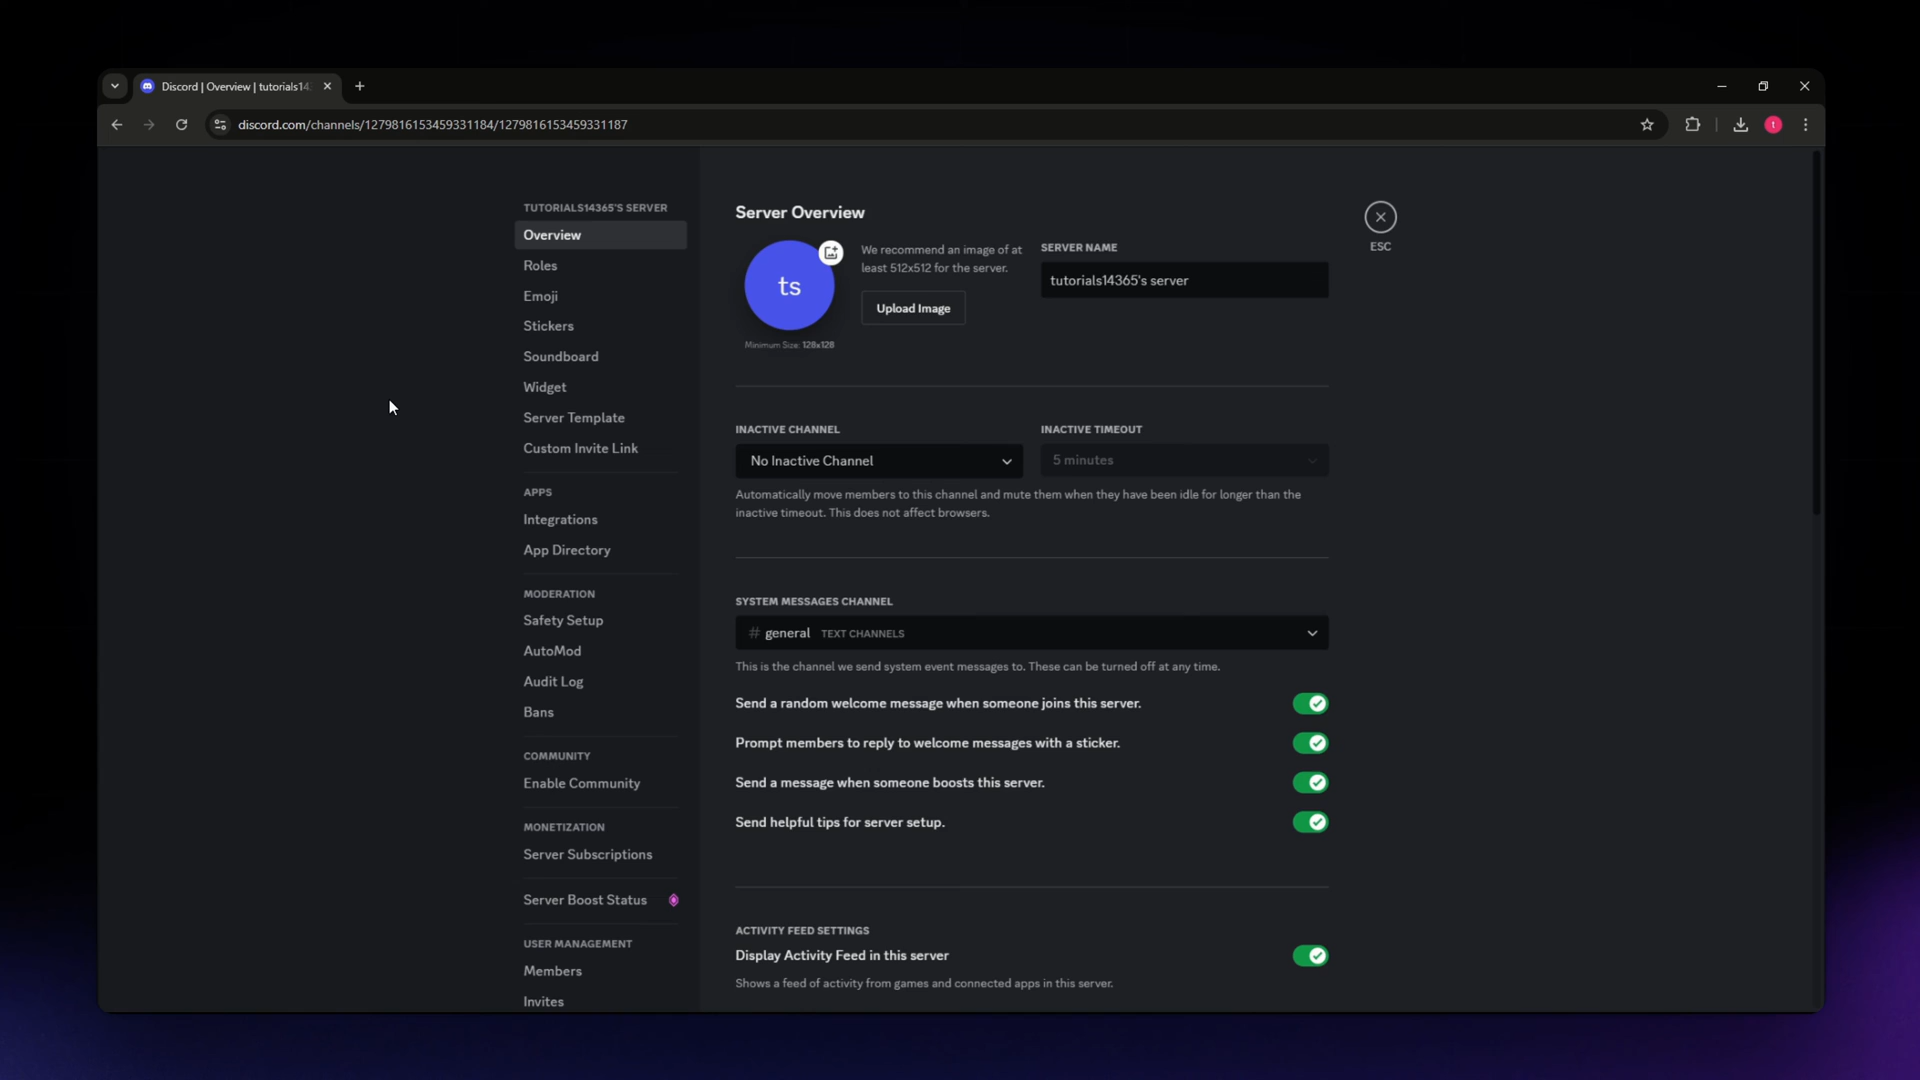 Discord | Overview | tutorials14
discord.com/channels/1279816153459331184/1279816153459331187
TUTORIALS14365'S SERVER
Overview
Roles
Emoji
Stickers
Soundboard
Widget
Server Template
Custom Invite Link
APPS
Integrations
App Directory
MODERATION
Safety Setup
AutoMod
Audit Log
Bans
COMMUNITY
Enable Community
MONETIZATION
Server Subscriptions
Server Boost Status
USER MANAGEMENT
Members
Invites
Server Overview
ts
Minimum Size: 128x128
We recommend an image of at
least 512x512 for the server.
Upload Image
SERVER NAME
tutorials14365's server
ESC
INACTIVE CHANNEL
No Inactive Channel
INACTIVE TIMEOUT
5 minutes
Automatically move members to this channel and mute them when they have been idle for longer than the
inactive timeout. This does not affect browsers.
SYSTEM MESSAGES CHANNEL
# general TEXT CHANNELS
This is the channel we send system event messages to. These can be turned off at any time.
Send a random welcome message when someone joins this server.
Prompt members to reply to welcome messages with a sticker.
Send a message when someone boosts this server.
Send helpful tips for server setup.
ACTIVITY FEED SETTINGS
Display Activity Feed in this server
Shows a feed of activity from games and connected apps in this server.